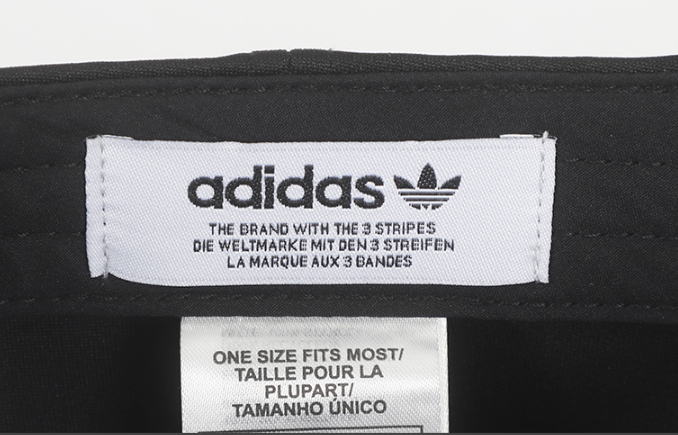 adidas
THE BRAND WITH THE 3 STRIPES
DIE WELTMARKE MIT DEN 3 STREIFEN
LA MARQUE AUX 3 BANDES
ONE SIZE FITS MOST/
TAILLE POUR LA
PLUPART/
TAMANHO ÚNICO